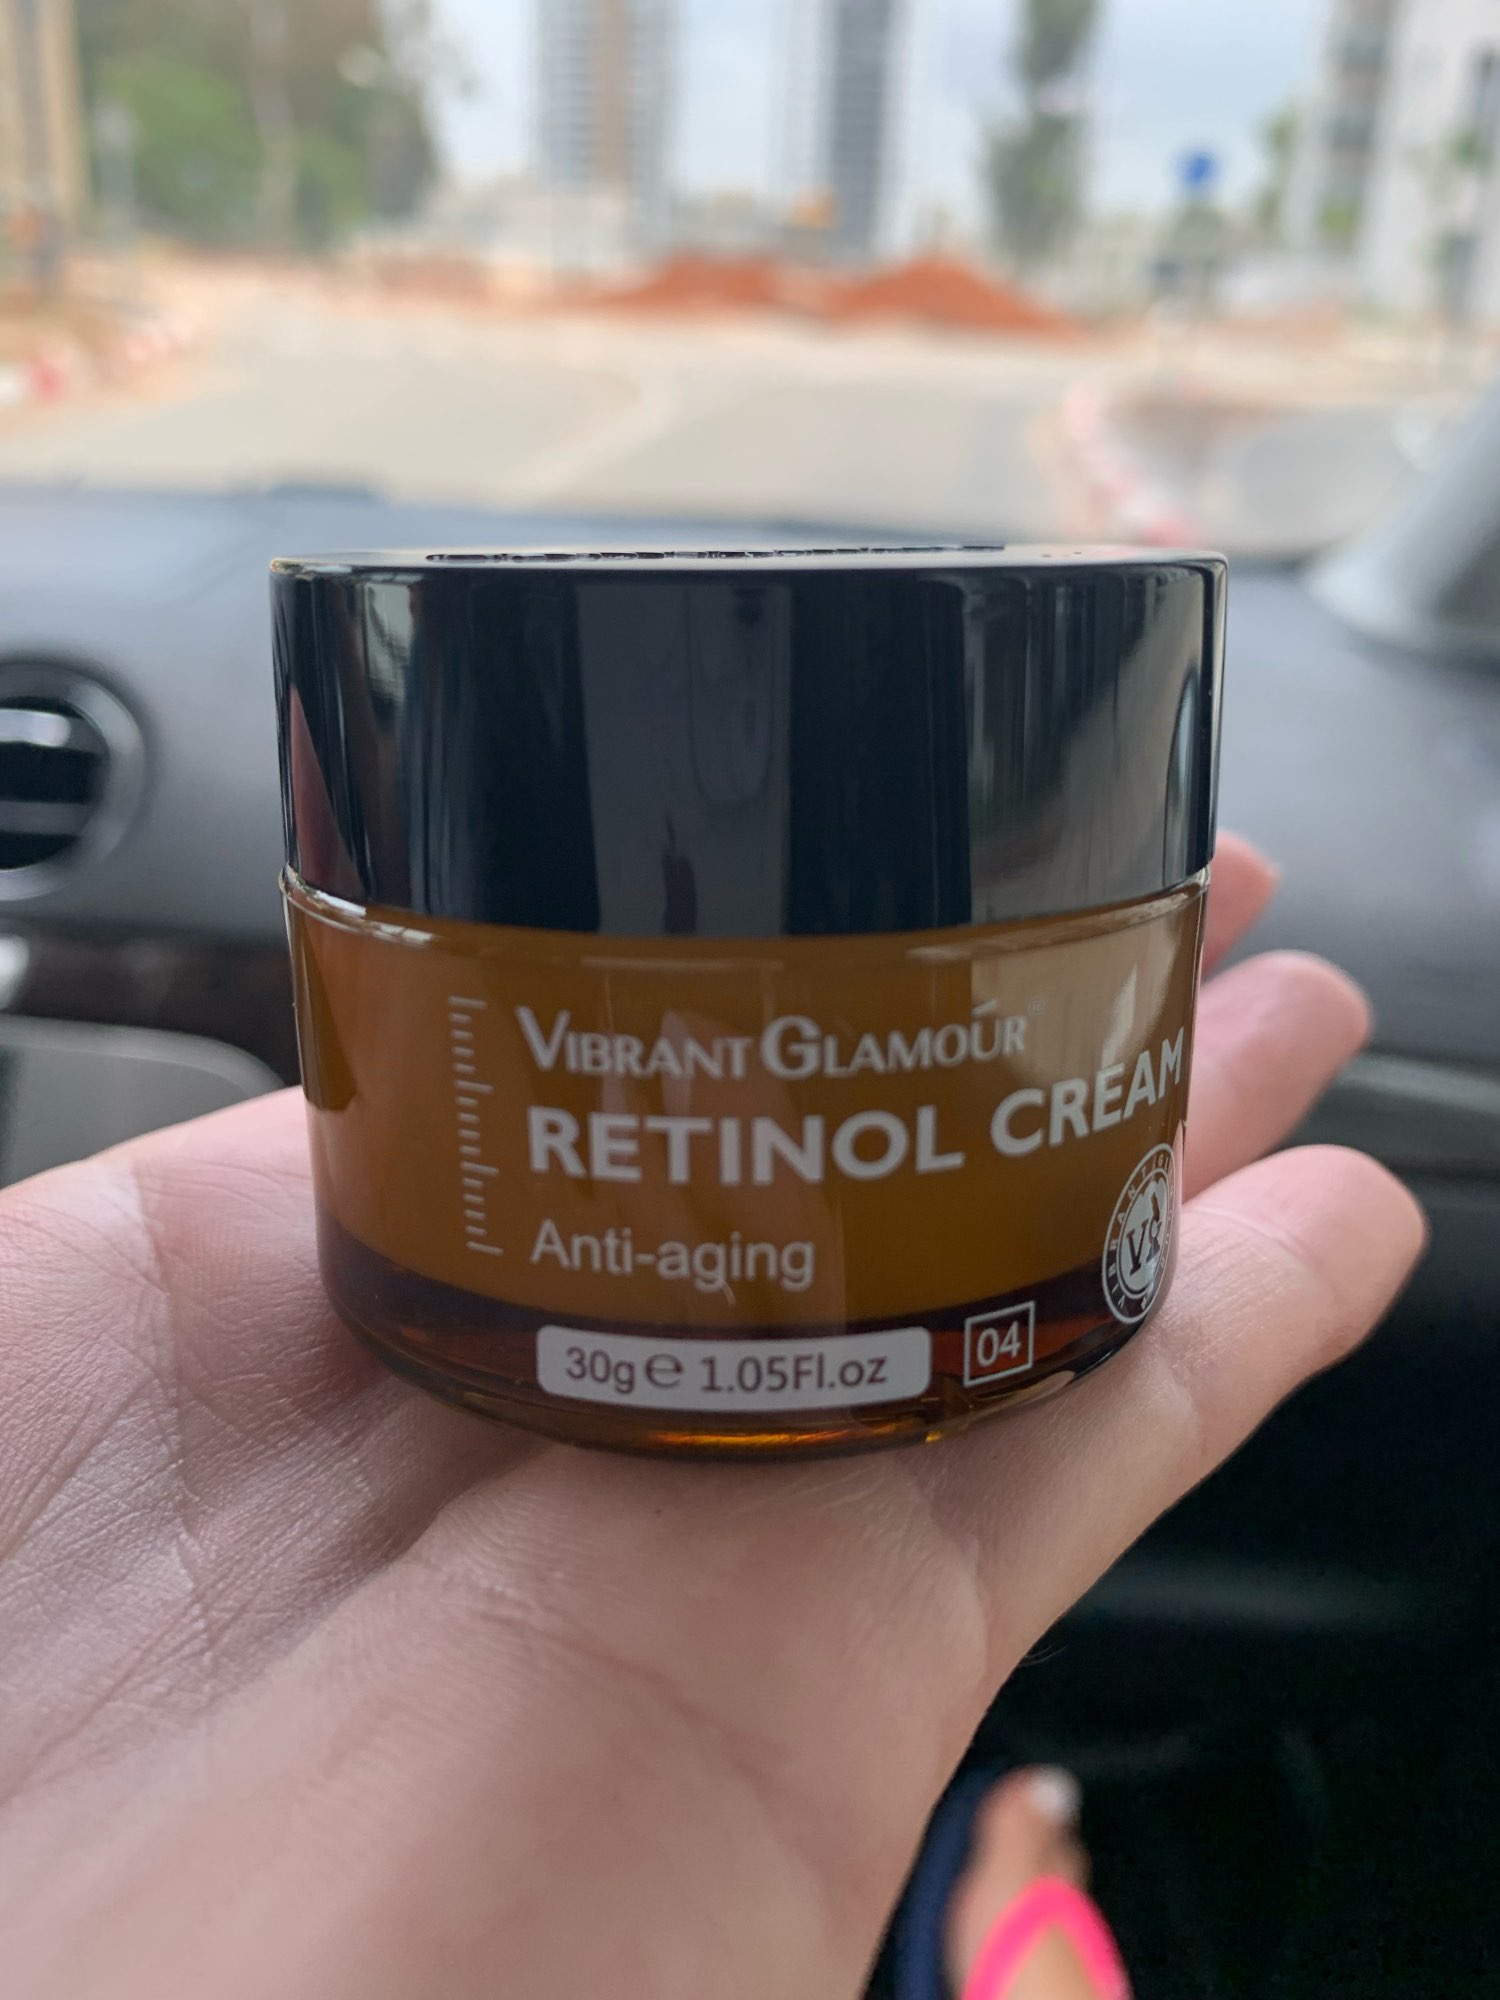 VIBRANT GLAMOUR
RETINOL CREAM
Anti-aging
30g ℮ 1.05Fl.oz
04